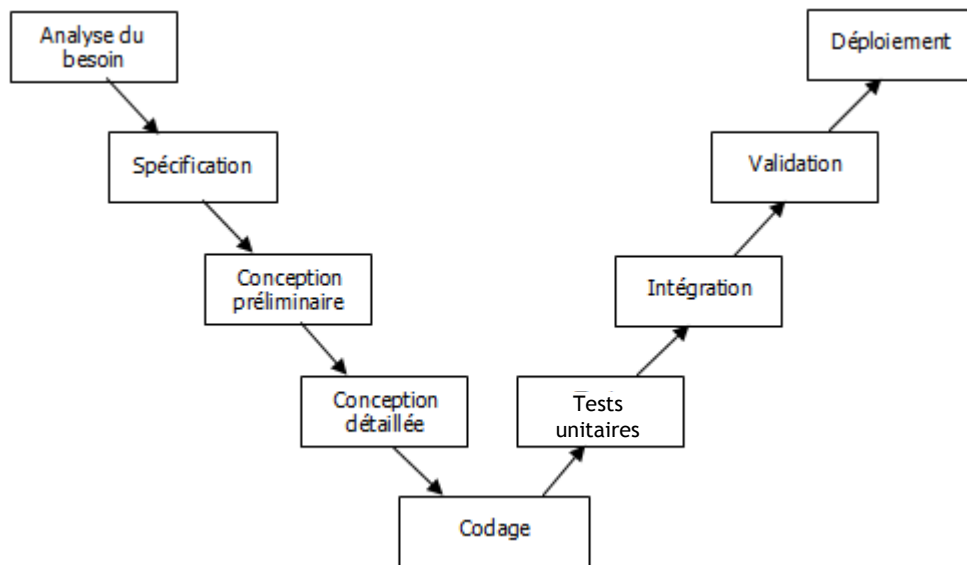 Analyse du
besoin
Déploiement
Spécification
Validation
Conception
préliminaire
Intégration
Conception
détaillée
Tests
unitaires
Codage